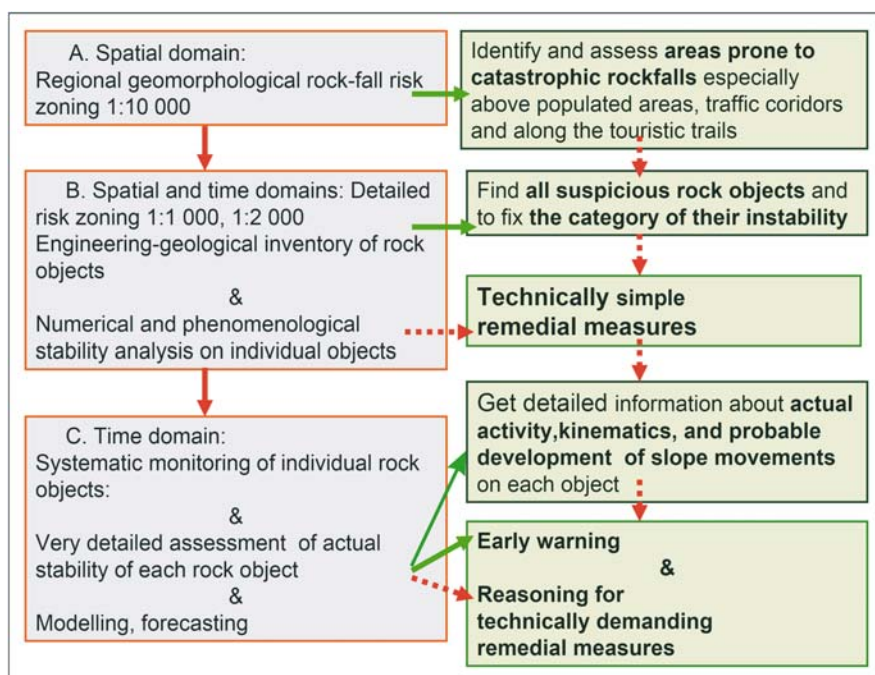 A. Spatial domain:
Regional geomorphological rock-fall risk
zoning 1:10 000
Identify and assess areas prone to
catastrophic rockfalls especially
above populated areas, traffic coridors
and along the touristic trails
B. Spatial and time domains: Detailed
risk zoning 1:1 000, 1:2 000
Engineering-geological inventory of rock
objects
&
Numerical and phenomenological
stability analysis on individual objects
Find all suspicious rock objects and
to fix the category of their instability
Technically simple
remedial measures
C. Time domain:
Systematic monitoring of individual rock
objects:
&
Very detailed assessment of actual
stability of each rock object
&
Modelling, forecasting
Get detailed information about actual
activity,kinematics, and probable
development of slope movements
on each object
Early warning
&
Reasoning for
technically demanding
remedial measures